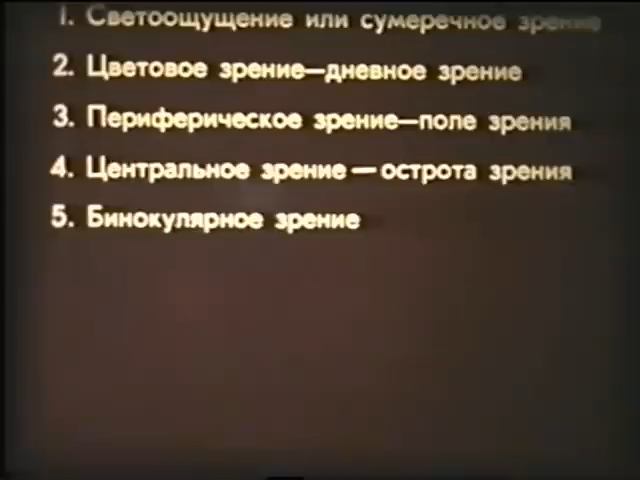 1. Светоощущение или сумеречное зрение
2. Цветовое зрение—дневное зрение
3. Периферическое зрение—поле зрения
4. Центральное зрение—острота зрения
5. Бинокулярное зрение